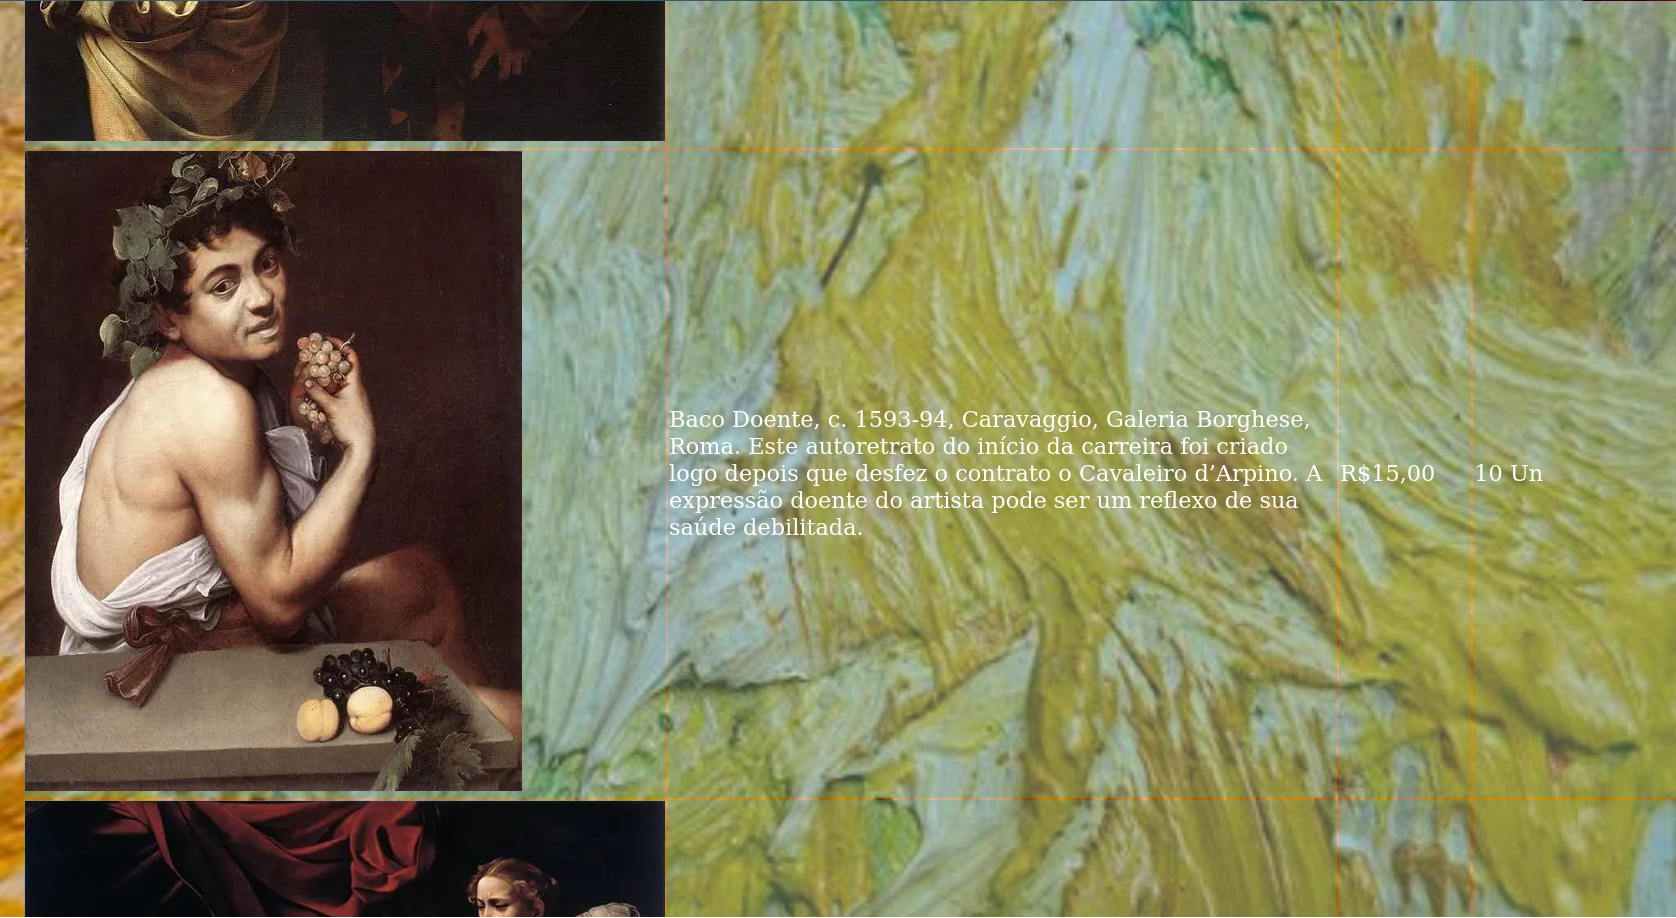 Baco Doente, c. 1593-94, Caravaggio, Galeria Borghese,
Roma. Este autoretrato do início da carreira foi criado
logo depois que desfez o contrato o Cavaleiro d’Arpino. A
expressão doente do artista pode ser um reflexo de sua
saúde debilitada.
R$15,00
10 Un